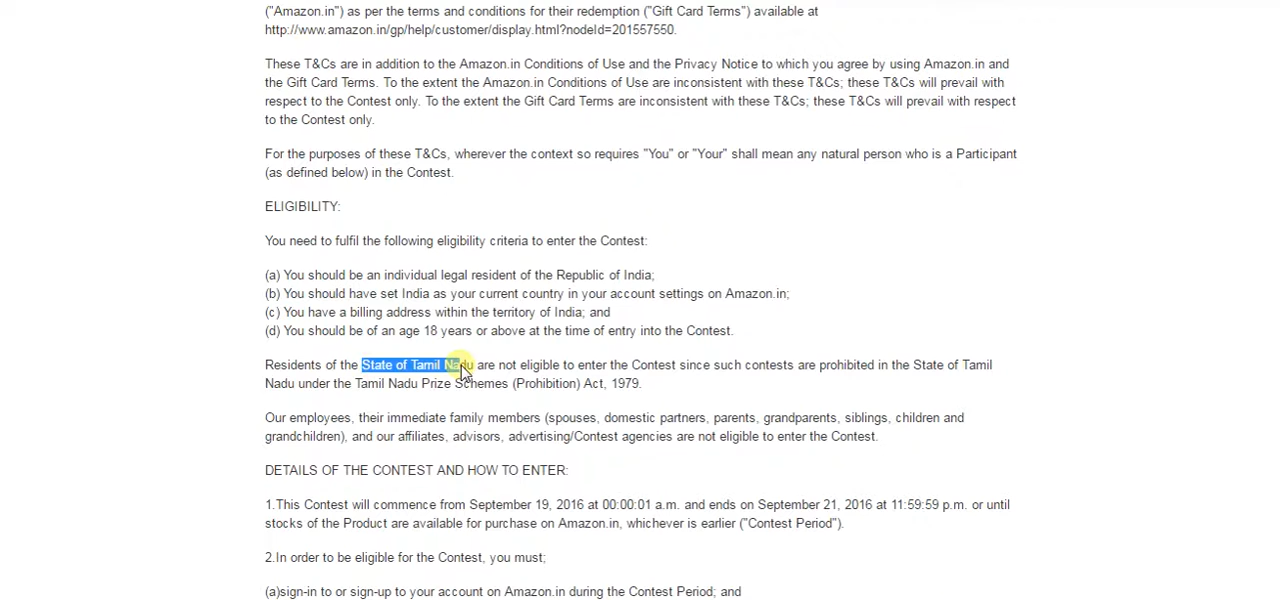 ("Amazon.in") as per the terms and conditions for their redemption ("Gift Card Terms") available at
http://www.amazon.in/gp/help/customer/display.html?nodeId=201557550.
These T&Cs are in addition to the Amazon.in Conditions of Use and the Privacy Notice to which you agree by using Amazon.in and
the Gift Card Terms. To the extent the Amazon.in Conditions of Use are inconsistent with these T&Cs; these T&Cs will prevail with
respect to the Contest only. To the extent the Gift Card Terms are inconsistent with these T&Cs; these T&Cs will prevail with respect
to the Contest only.
For the purposes of these T&Cs, wherever the context so requires "You" or "Your" shall mean any natural person who is a Participant
(as defined below) in the Contest.
ELIGIBILITY:
You need to fulfil the following eligibility criteria to enter the Contest:
(a) You should be an individual legal resident of the Republic of India;
(b) You should have set India as your current country in your account settings on Amazon.in;
(c) You have a billing address within the territory of India; and
(d) You should be of an age 18 years or above at the time of entry into the Contest.
Residents of the State of Tamil Nadu are not eligible to enter the Contest since such contests are prohibited in the State of Tamil
Nadu under the Tamil Nadu Prize Schemes (Prohibition) Act, 1979.
Our employees, their immediate family members (spouses, domestic partners, parents, grandparents, siblings, children and
grandchildren), and our affiliates, advisors, advertising/Contest agencies are not eligible to enter the Contest.
DETAILS OF THE CONTEST AND HOW TO ENTER:
1.This Contest will commence from September 19, 2016 at 00:00:01 a.m. and ends on September 21, 2016 at 11:59:59 p.m. or until
stocks of the Product are available for purchase on Amazon.in, whichever is earlier ("Contest Period").
2.In order to be eligible for the Contest, you must;
(a)sign-in to or sign-up to your account on Amazon.in during the Contest Period; and